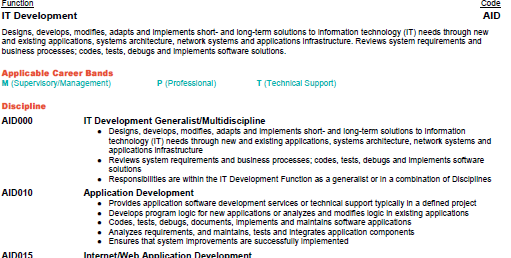 Function Code
IT Development AID
Designs, develops, modifies, adapts and implements short- and long-term solutions to information technology (IT) needs through new
and existing applications, systems architecture, network systems and applications infrastructure. Reviews system requirements and
business processes; codes, tests, debugs and implements software solutions.
Applicable Career Bands
M (Supervisory/Management) P (Professional) T (Technical Support)
Discipline
AID000 IT Development Generalist/Multidiscipline
• Designs, develops, modifies, adapts and implements short- and long-term solutions to information
technology (IT) needs through new and existing applications, systems architecture, network systems and
applications infrastructure
• Reviews system requirements and business processes; codes, tests, debugs and implements software
solutions
• Responsibilities are within the IT Development Function as a generalist or in a combination of Disciplines
AID010 Application Development
• Provides application software development services or technical support typically in a defined project
• Develops program logic for new applications or analyzes and modifies logic in existing applications
• Codes, tests, debugs, documents, implements and maintains software applications
• Analyzes requirements, and maintains, tests and integrates application components
• Ensures that system improvements are successfully implemented
AID015 Internet/Web Application Development